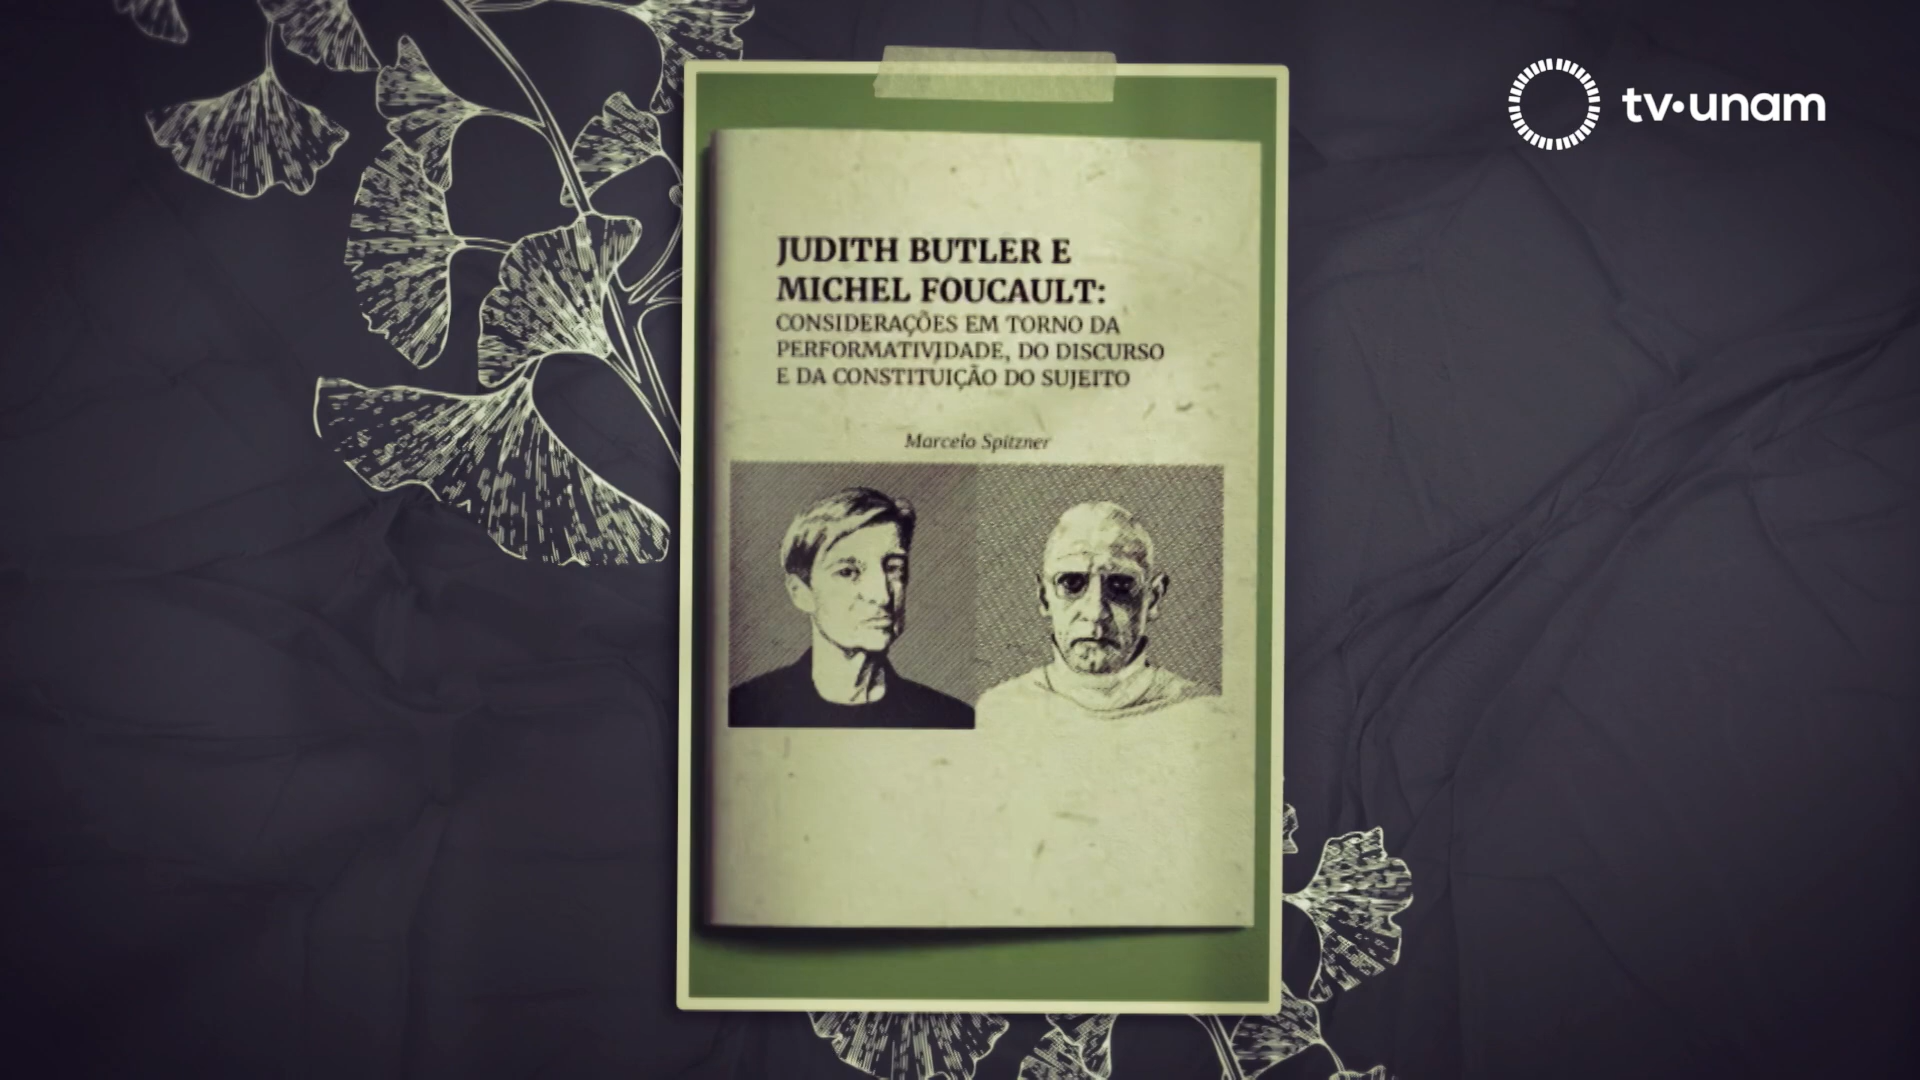 tv·unam
JUDITH BUTLER E
MICHEL FOUCAULT:
CONSIDERAÇÕES EM TORNO DA
PERFORMATIVIDADE, DO DISCURSO
E DA CONSTITUIÇÃO DO SUJEITO
Marcelo Spitzner